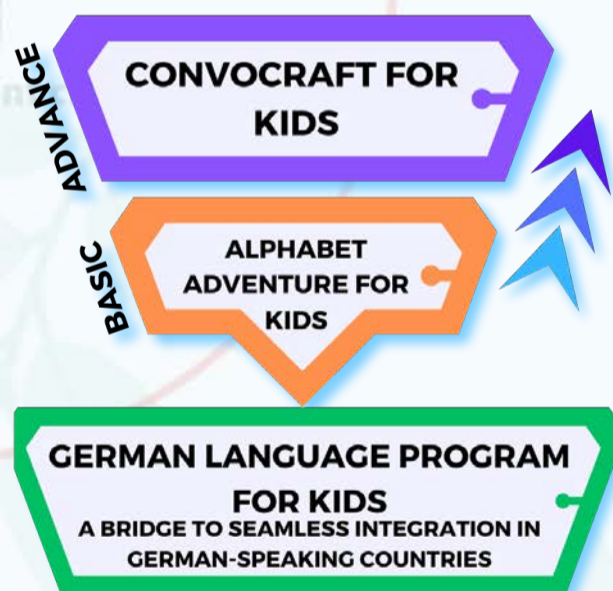 ADVANCE
CONVOCRAFT FOR
KIDS
BASIC
ALPHABET
ADVENTURE FOR
KIDS
GERMAN LANGUAGE PROGRAM
FOR KIDS
A BRIDGE TO SEAMLESS INTEGRATION IN
GERMAN-SPEAKING COUNTRIES